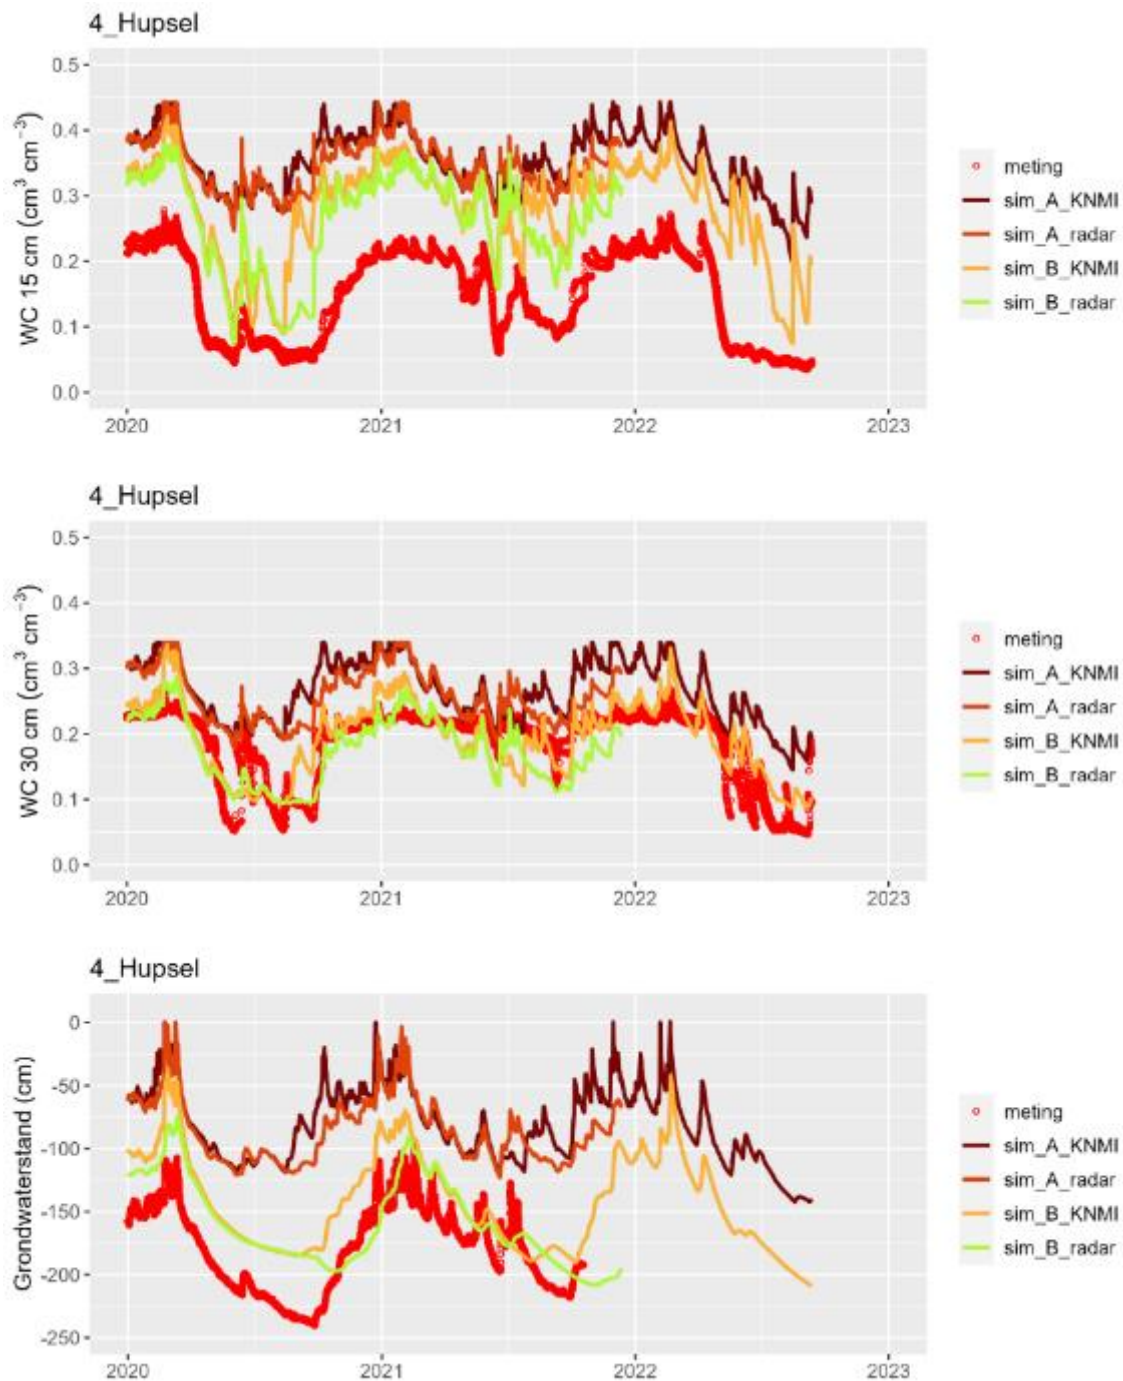 4_Hupsel
WC 15 cm (cm³ cm⁻³)
0.5
0.4
0.3
0.2
0.1
0.0
2020 2021 2022 2023
meting
sim_A_KNMI
sim_A_radar
sim_B_KNMI
sim_B_radar
4_Hupsel
WC 30 cm (cm³ cm⁻³)
0.5
0.4
0.3
0.2
0.1
0.0
2020 2021 2022 2023
meting
sim_A_KNMI
sim_A_radar
sim_B_KNMI
sim_B_radar
4_Hupsel
Grondwaterstand (cm)
0
-50
-100
-150
-200
-250
2020 2021 2022 2023
meting
sim_A_KNMI
sim_A_radar
sim_B_KNMI
sim_B_radar